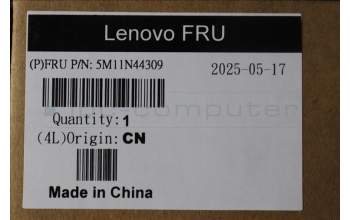 Lenovo FRU
(P)FRU P/N: 5M11N44309
2025-05-17
Quantity: 1
(4L)Origin: CN
Made in China